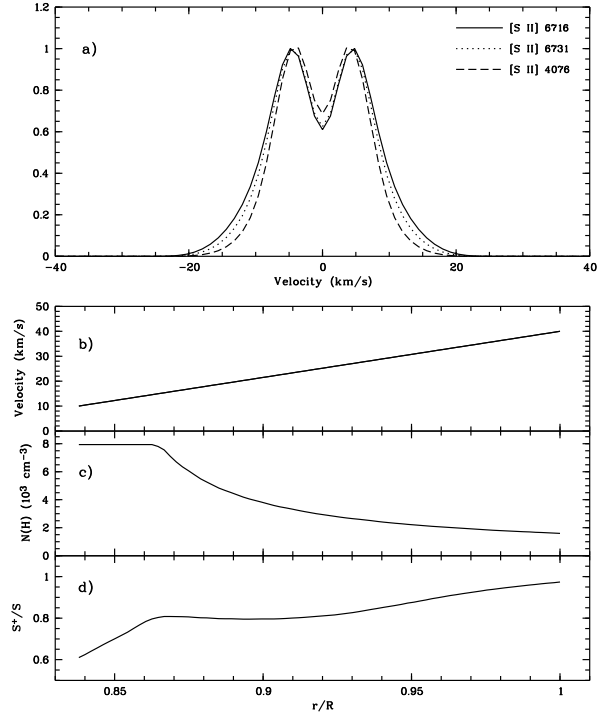 1.2
1
0.8
0.6
0.4
0.2
0
a)
[S II] 6716
[S II] 6731
[S II] 4076
−40 −20 0 20 40
Velocity (km/s)
50
40
30
20
10
0
Velocity (km/s)
b)
8
6
4
2
0
N(H) (10³ cm−3)
c)
1
0.8
0.6
S⁺/S
d)
0.85 0.9 0.95 1
r/R